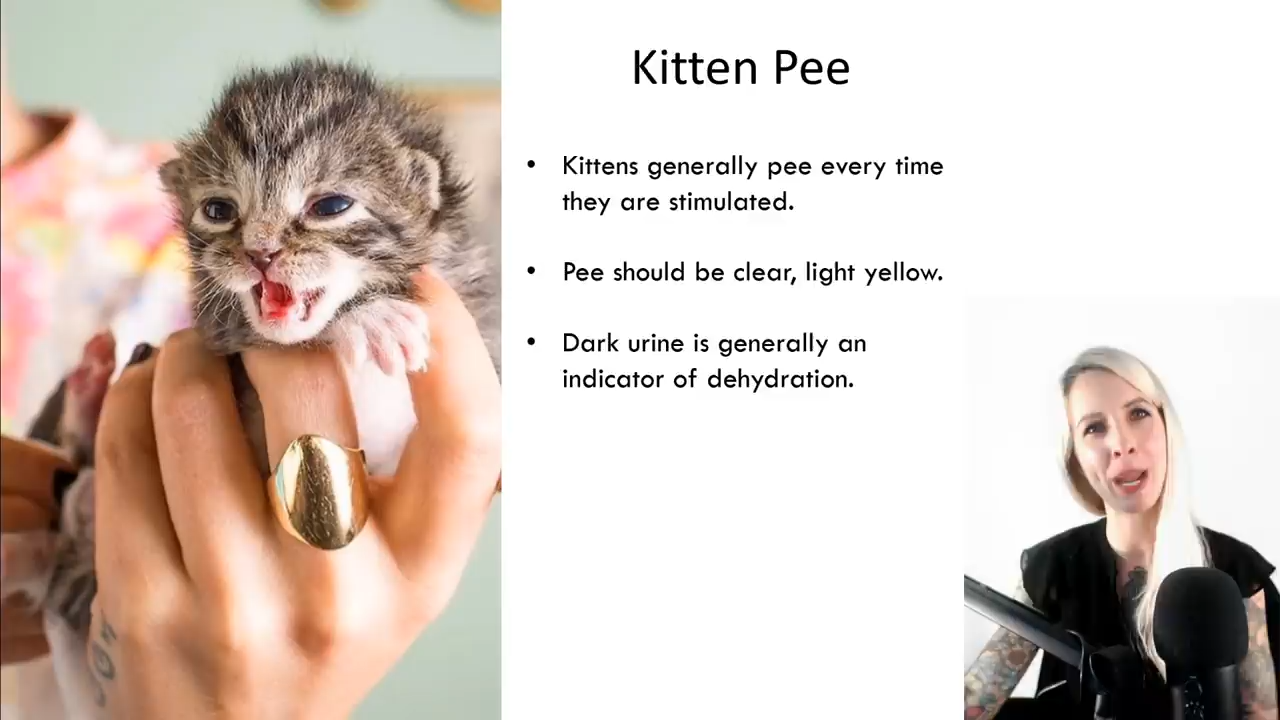 Kitten Pee
• Kittens generally pee every time
they are stimulated.
• Pee should be clear, light yellow.
• Dark urine is generally an
indicator of dehydration.